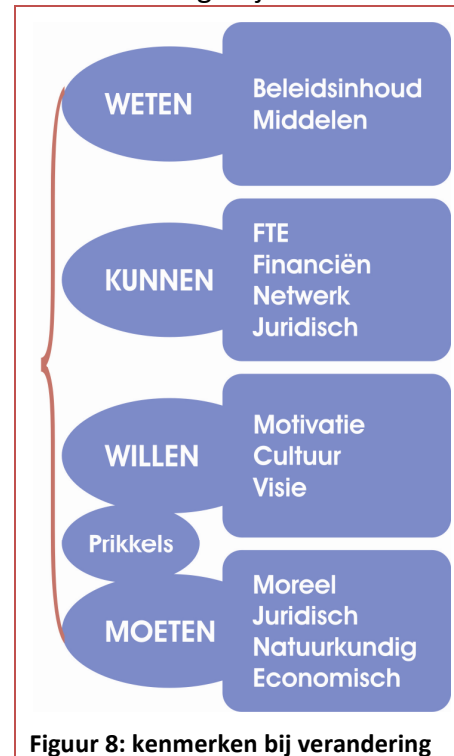 WETEN
Beleidsinhoud
Middelen
KUNNEN
FTE
Financiën
Netwerk
Juridisch
WILLEN
Motivatie
Cultuur
Visie
Prikkels
MOETEN
Moreel
Juridisch
Natuurkundig
Economisch
Figuur 8: kenmerken bij verandering